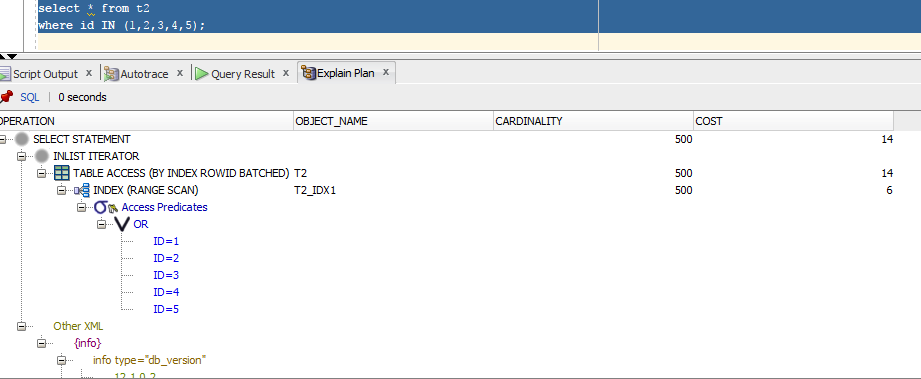 select * from t2
where id IN (1,2,3,4,5);
Script Output x Autotrace x Query Result x Explain Plan x
SQL | 0 seconds
OPERATION OBJECT_NAME CARDINALITY COST
SELECT STATEMENT 500 14
INLIST ITERATOR
TABLE ACCESS (BY INDEX ROWID BATCHED) T2 500 14
INDEX (RANGE SCAN) T2_IDX1 500 6
Access Predicates
OR
ID=1
ID=2
ID=3
ID=4
ID=5
Other XML
{info}
info type="db_version"
12.1.0.2